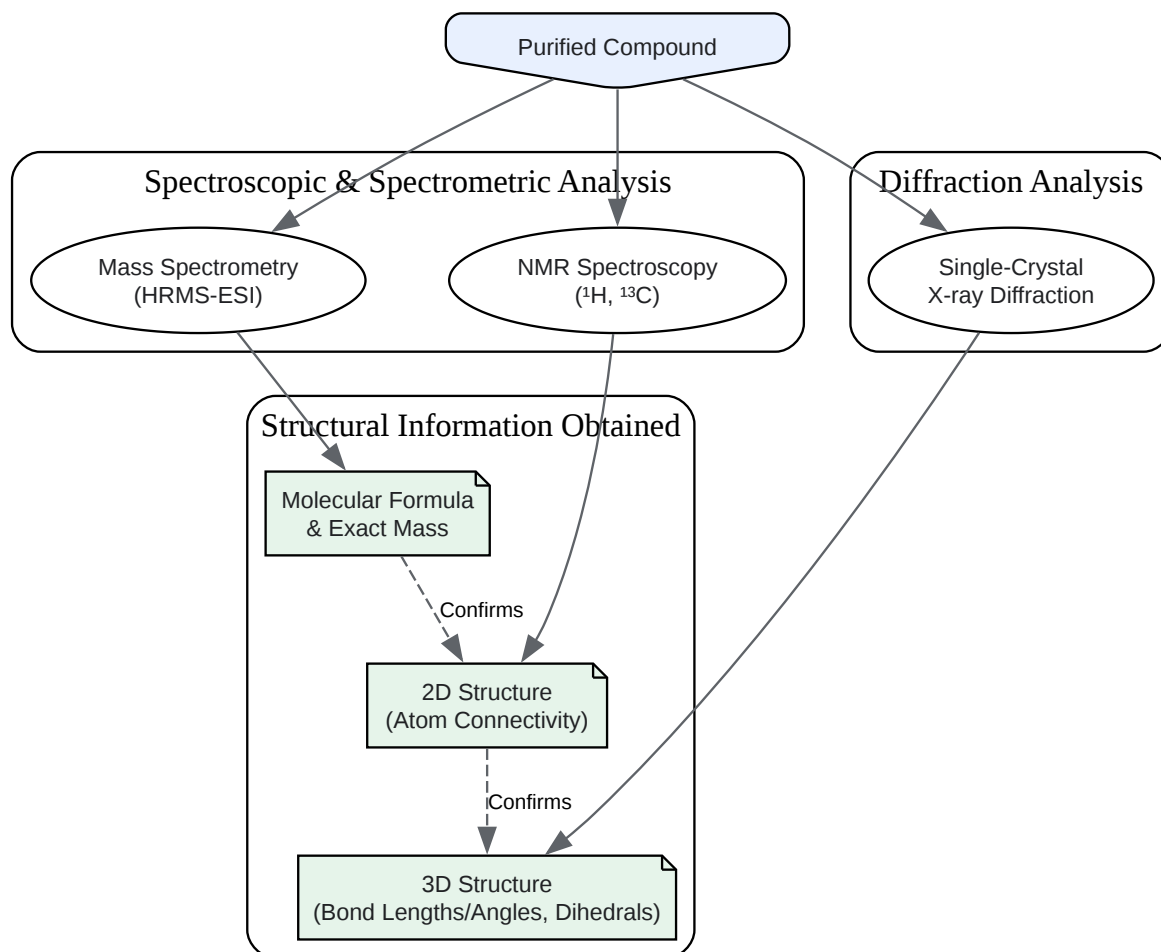 Purified Compound
Spectroscopic & Spectrometric Analysis
Diffraction Analysis
Mass Spectrometry
(HRMS-ESI)
NMR Spectroscopy
(¹H, ¹³C)
Single-Crystal
X-ray Diffraction
Structural Information Obtained
Molecular Formula
& Exact Mass
Confirms
2D Structure
(Atom Connectivity)
Confirms
3D Structure
(Bond Lengths/Angles, Dihedrals)